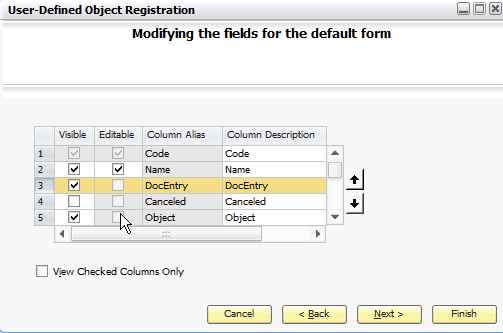 User-Defined Object Registration
Modifying the fields for the default form
Visible Editable Column Alias Column Description
1 Code Code
2 Name Name
3 DocEntry DocEntry
4 Canceled Canceled
5 Object Object
View Checked Columns Only
Cancel < Back Next > Finish